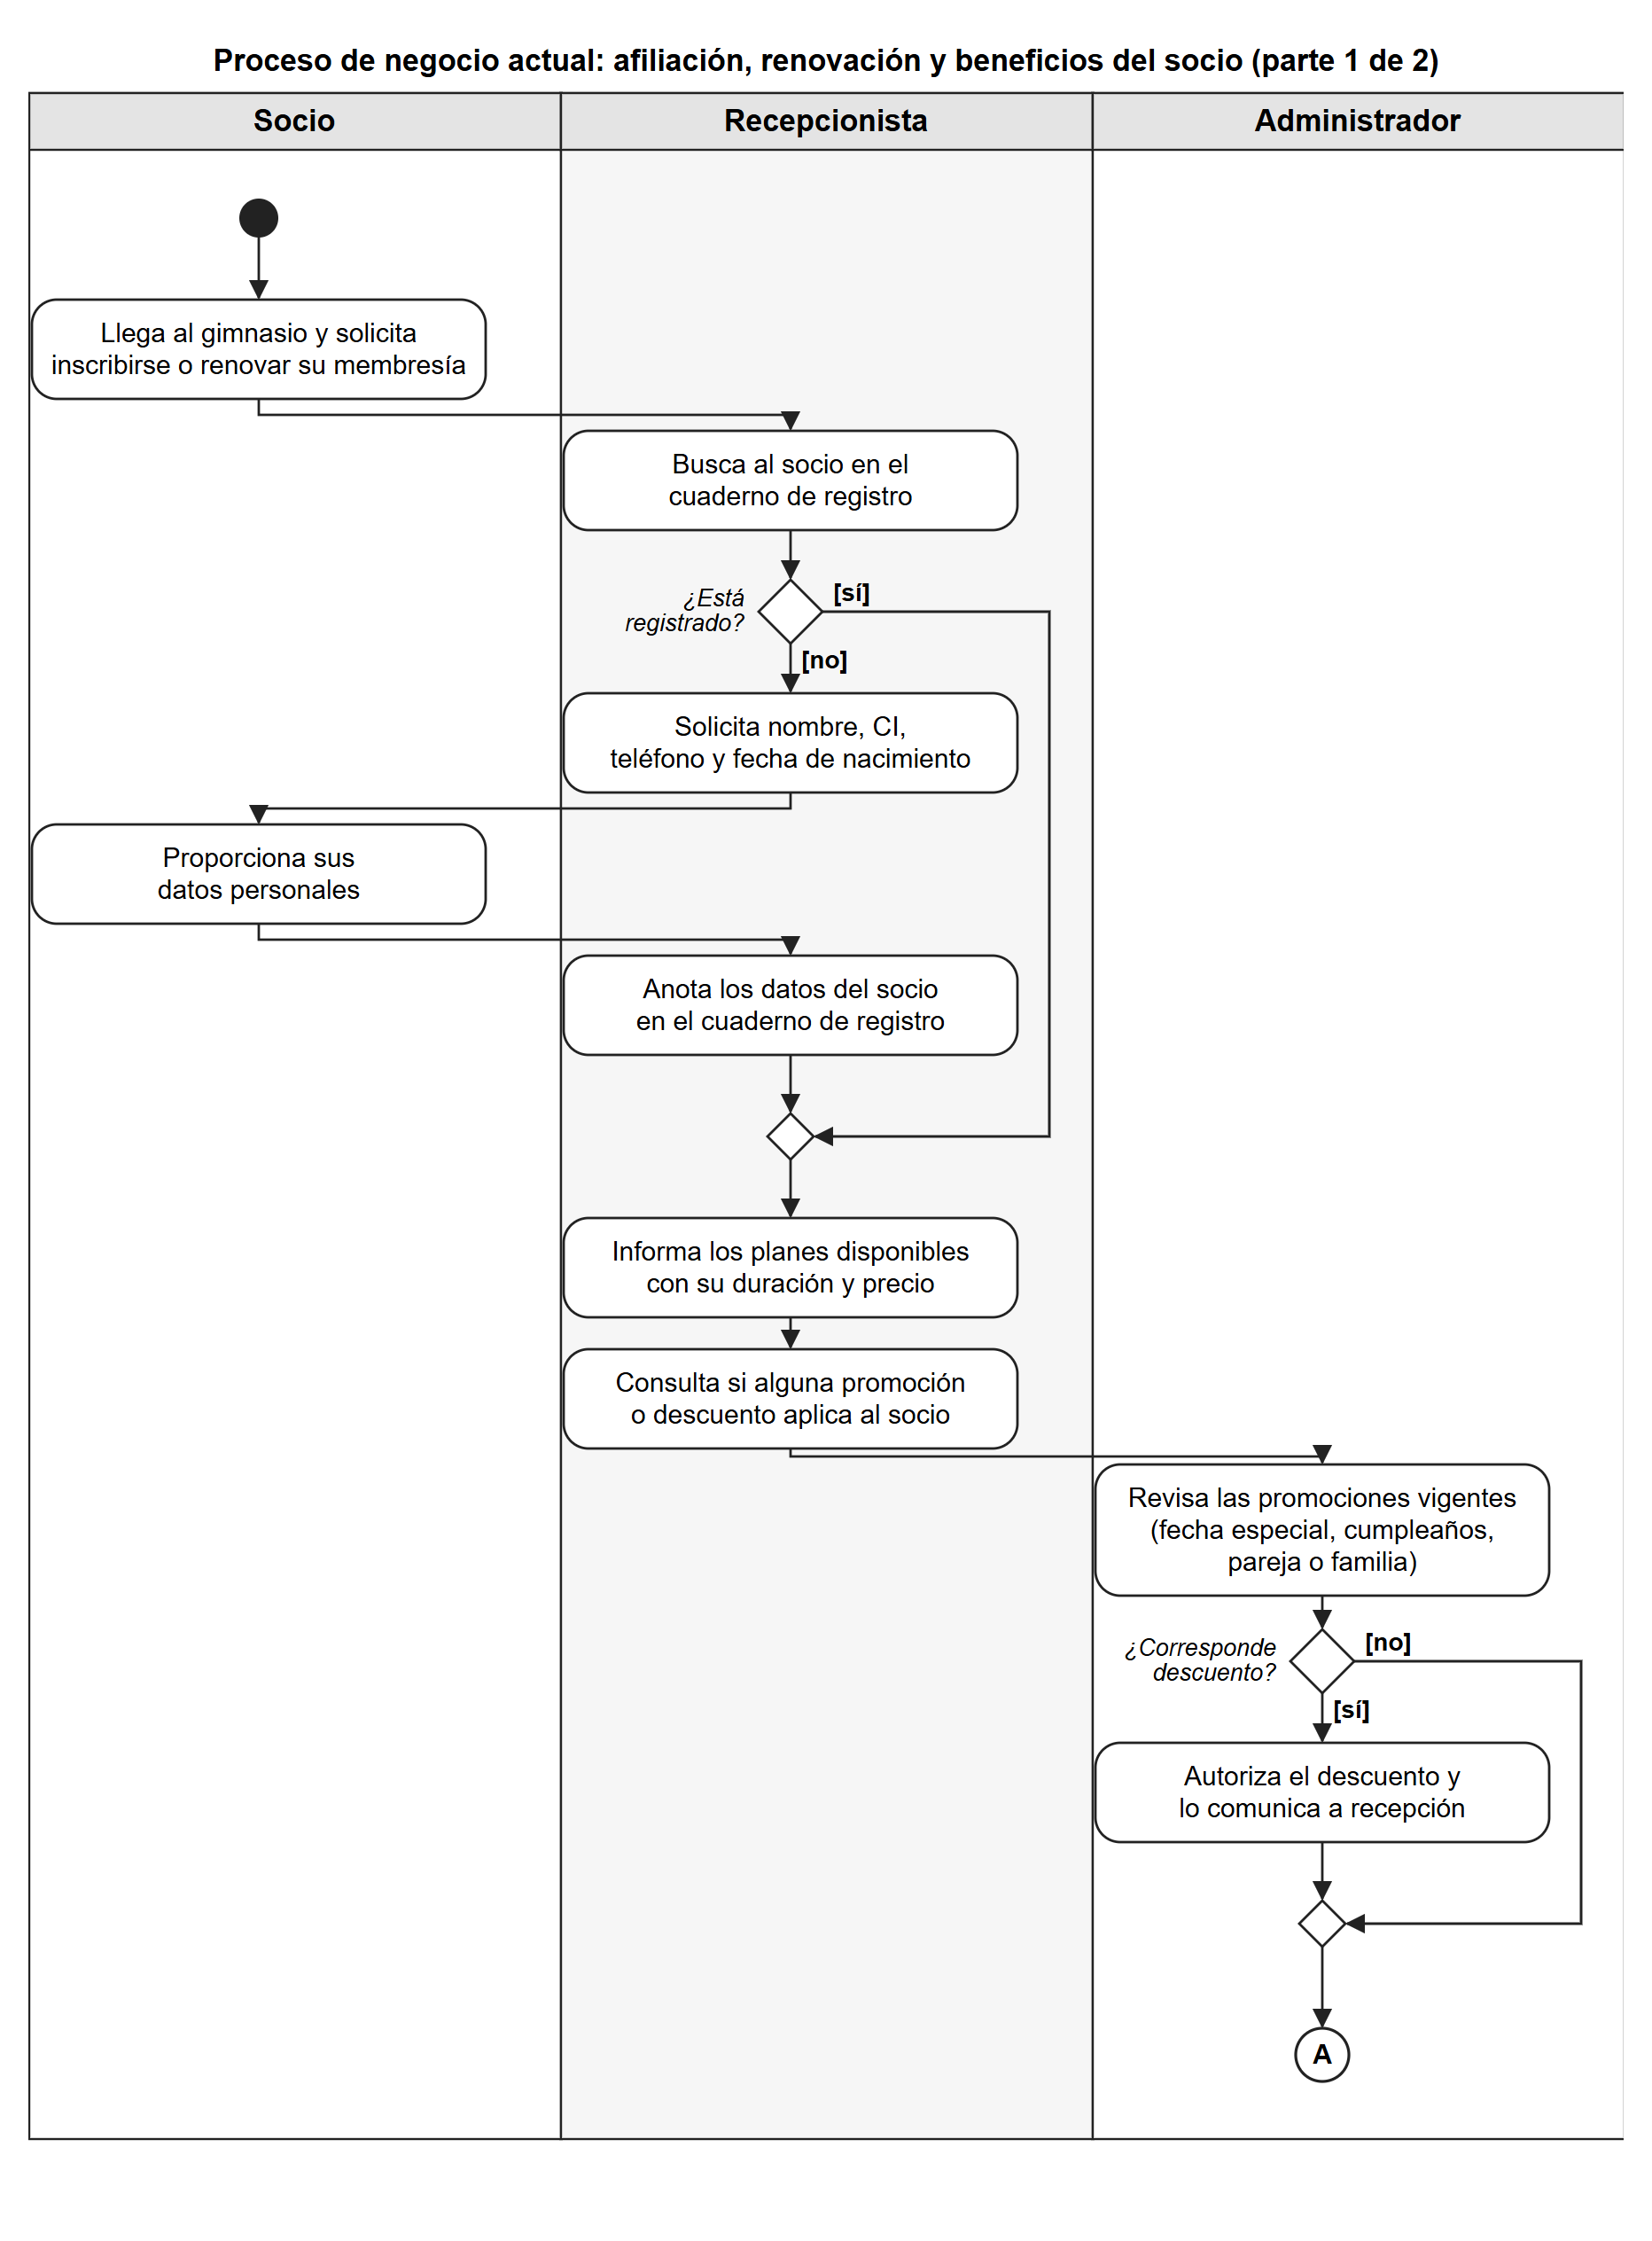 Proceso de negocio actual: afiliación, renovación y beneficios del socio (parte 1 de 2)
Socio
Recepcionista
Administrador
Llega al gimnasio y solicita
inscribirse o renovar su membresía
Busca al socio en el
cuaderno de registro
¿Está
registrado?
[sí]
[no]
Solicita nombre, CI,
teléfono y fecha de nacimiento
Proporciona sus
datos personales
Anota los datos del socio
en el cuaderno de registro
Informa los planes disponibles
con su duración y precio
Consulta si alguna promoción
o descuento aplica al socio
Revisa las promociones vigentes
(fecha especial, cumpleaños,
pareja o familia)
¿Corresponde
descuento?
[no]
[sí]
Autoriza el descuento y
lo comunica a recepción
A